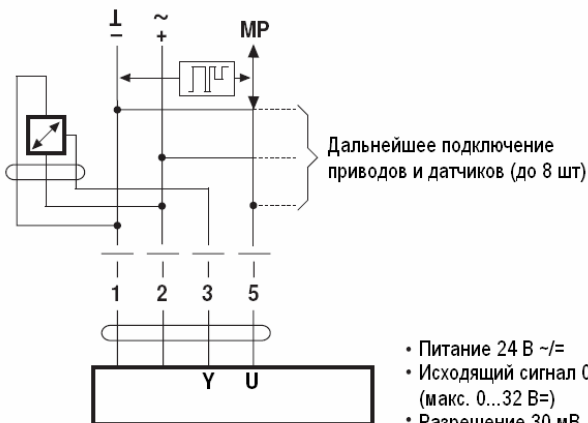 ⊥ ~ MP
− +
Дальнейшее подключение
приводов и датчиков (до 8 шт)
1 2 3 5
Y U
• Питание 24 В ~/=
• Исходящий сигнал 0
(макс. 0...32 В=)
• Разрешение 30 мВ